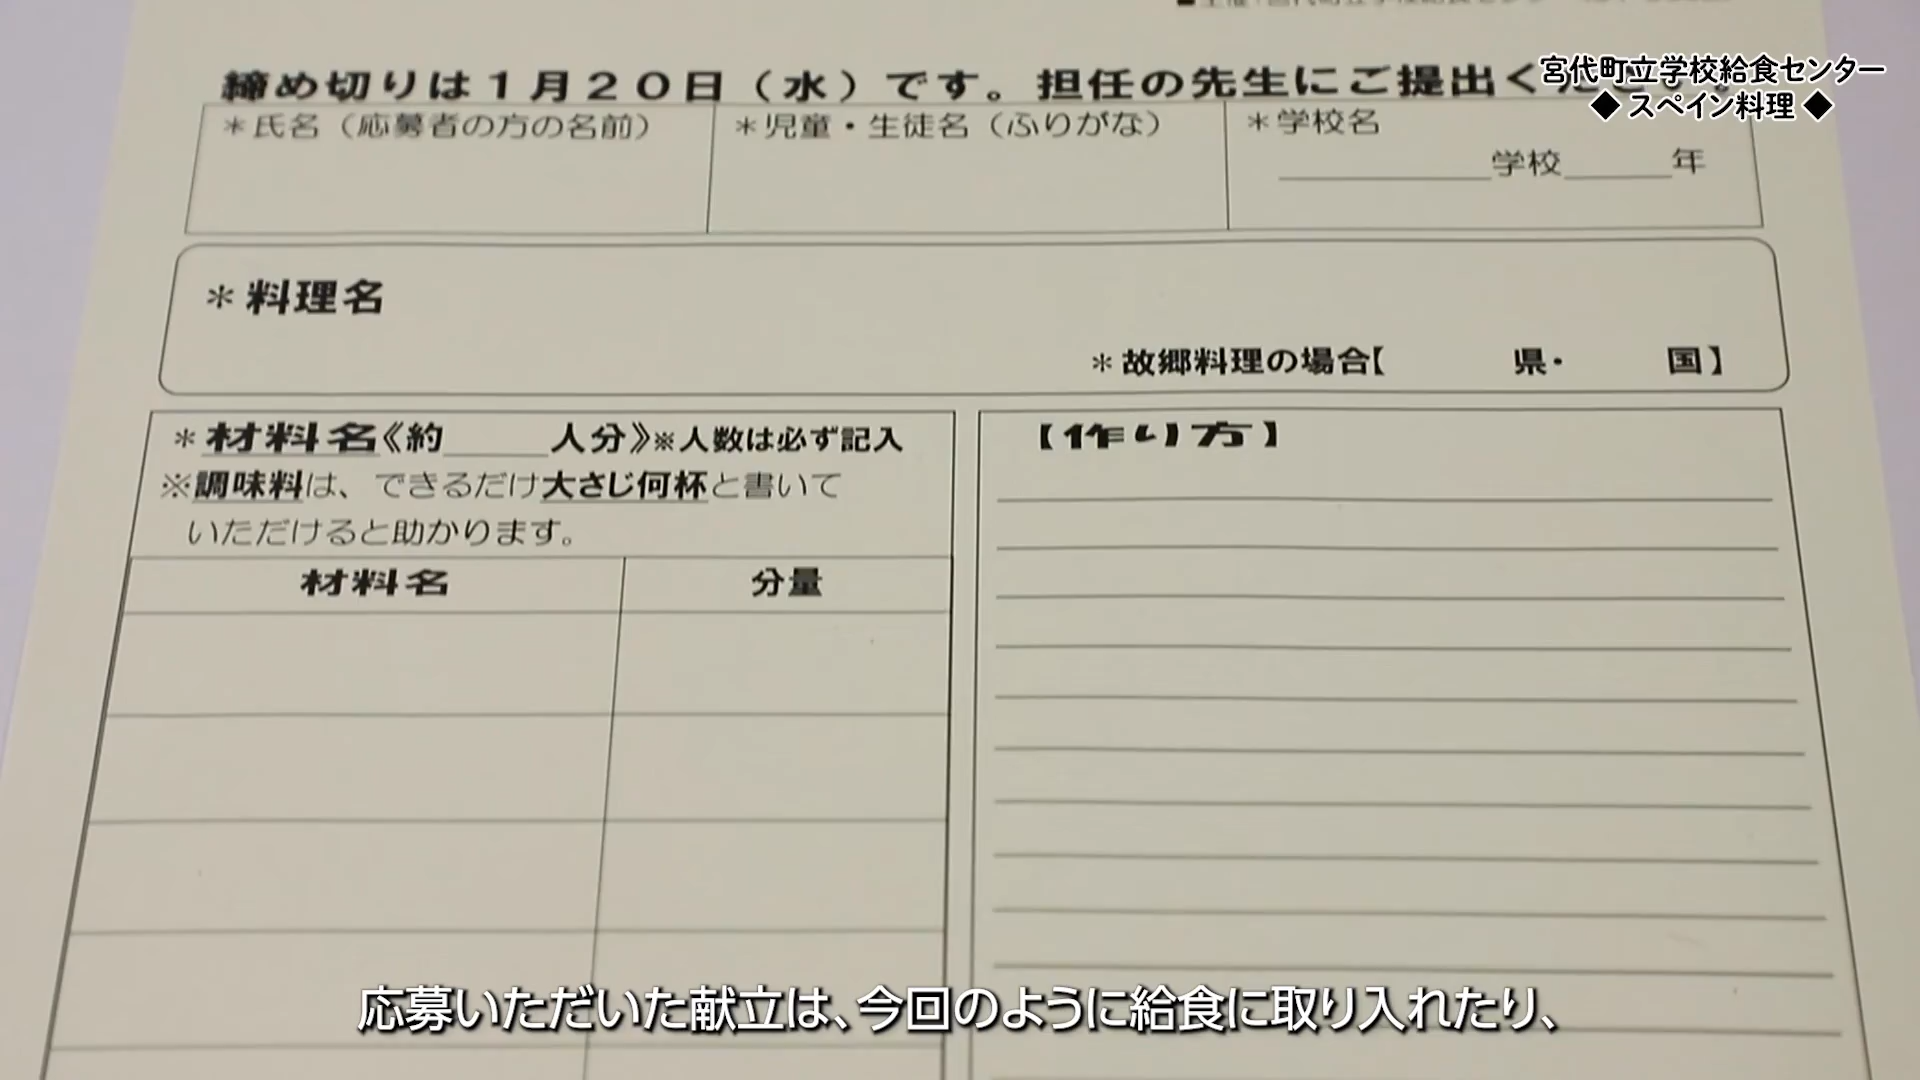 宮代町立学校給食センター
◆ スペイン料理 ◆
締め切りは１月２０日（水）です。担任の先生にご提出ください。
＊氏名（応募者の方の名前）
＊児童・生徒名（ふりがな）
＊学校名
学校 年
＊料理名
＊故郷料理の場合【 県・ 国】
＊材料名《約 人分》※人数は必ず記入
※調味料は、できるだけ大さじ何杯と書いて
いただけると助かります。
材料名 分量
【作り方】
応募いただいた献立は、今回のように給食に取り入れたり、